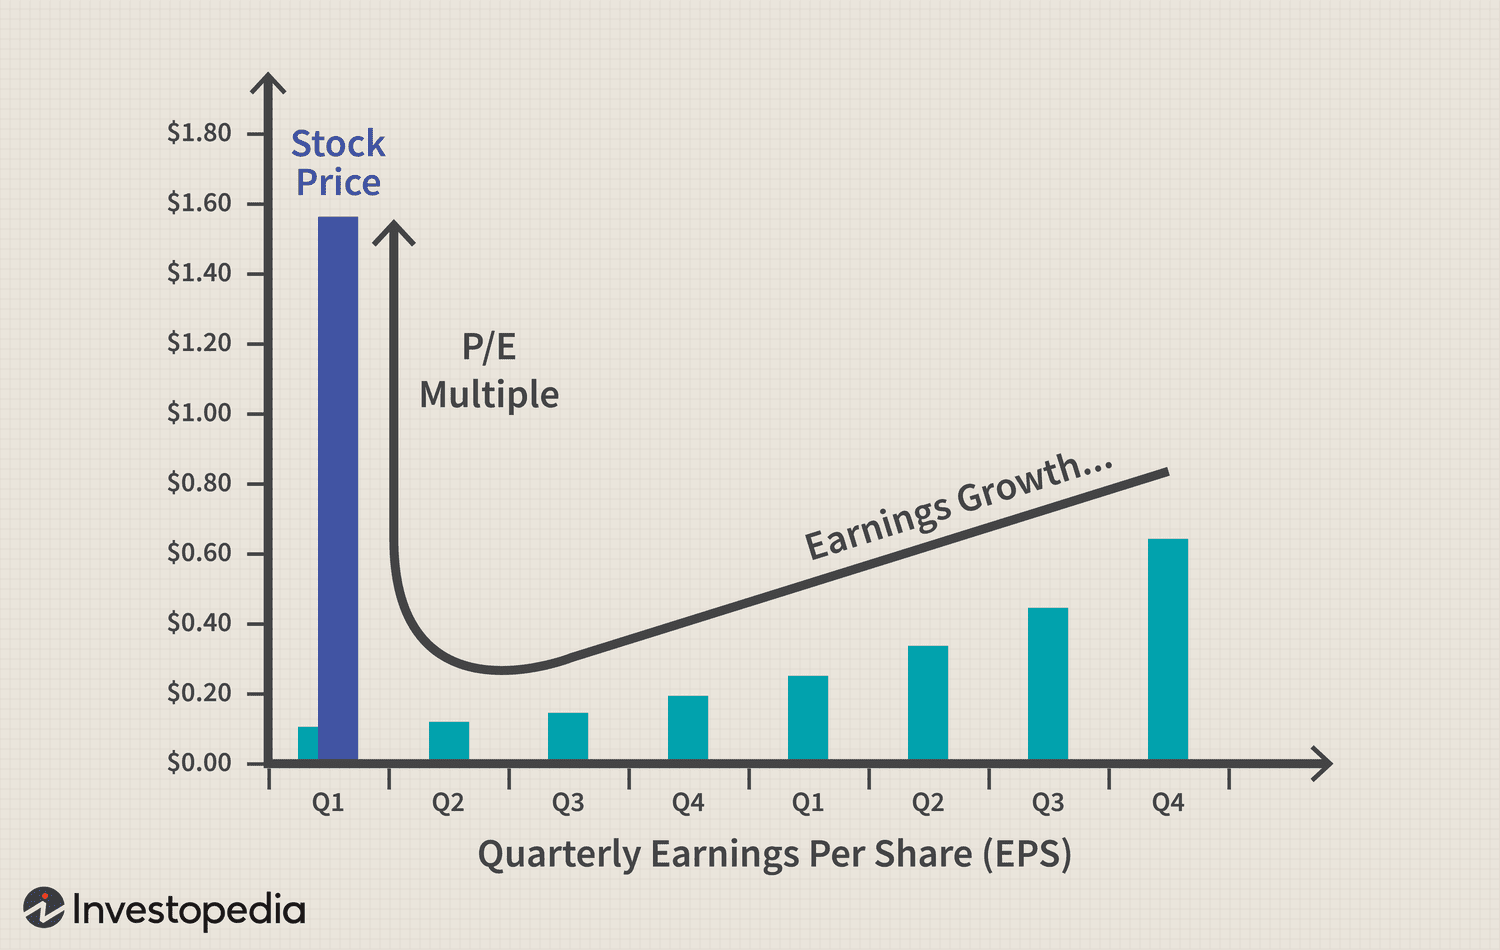 $1.80
$1.60
$1.40
$1.20
$1.00
$0.80
$0.60
$0.40
$0.20
$0.00
Stock
Price
P/E
Multiple
Earnings Growth...
Q1 Q2 Q3 Q4 Q1 Q2 Q3 Q4
Quarterly Earnings Per Share (EPS)
Investopedia